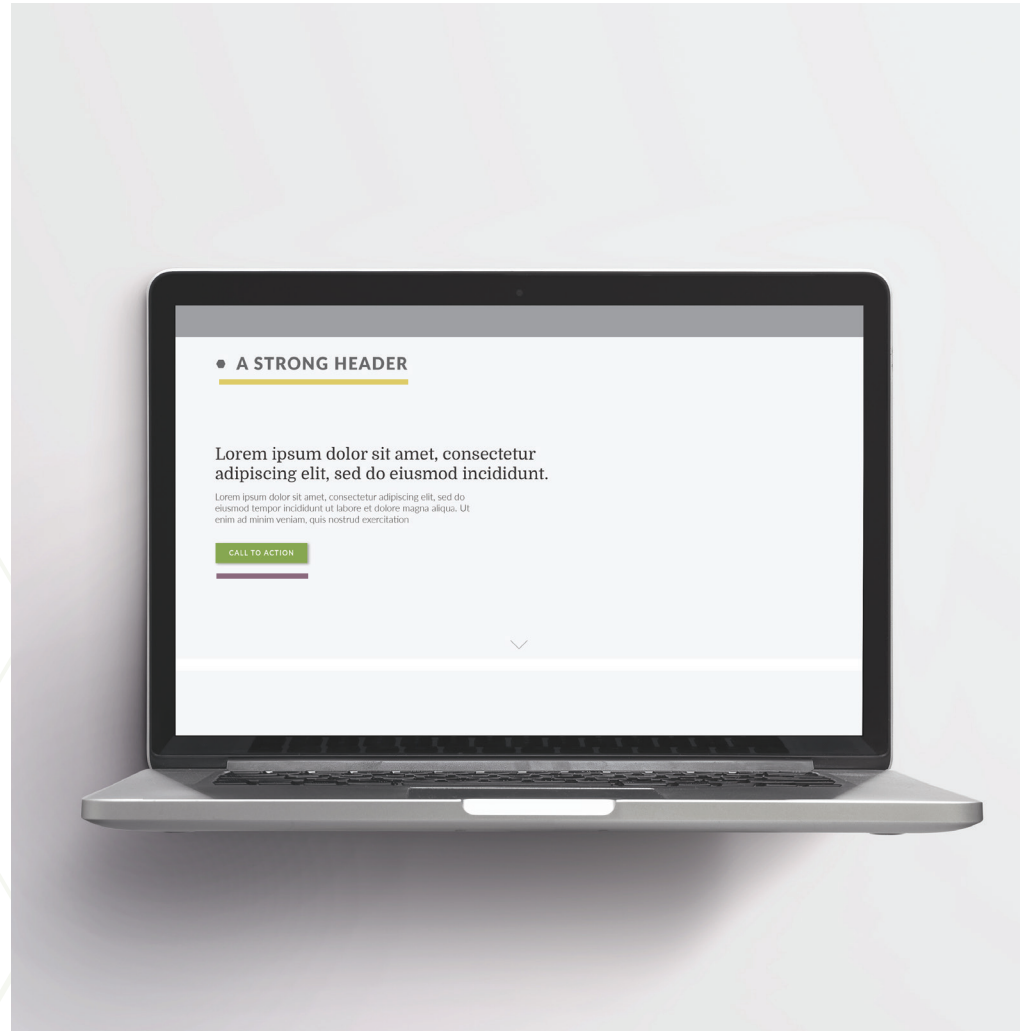 A STRONG HEADER
Lorem ipsum dolor sit amet, consectetur
adipiscing elit, sed do eiusmod incididunt.
Lorem ipsum dolor sit amet, consectetur adipiscing elit, sed do
eiusmod tempor incididunt ut labore et dolore magna aliqua. Ut
enim ad minim veniam, quis nostrud exercitation
CALL TO ACTION